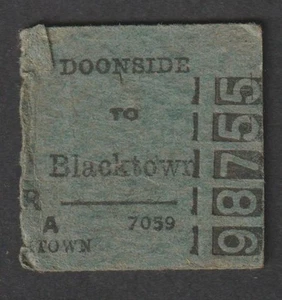 DOONSIDE
TO
Blacktown
R
A 7059
TOWN
98755